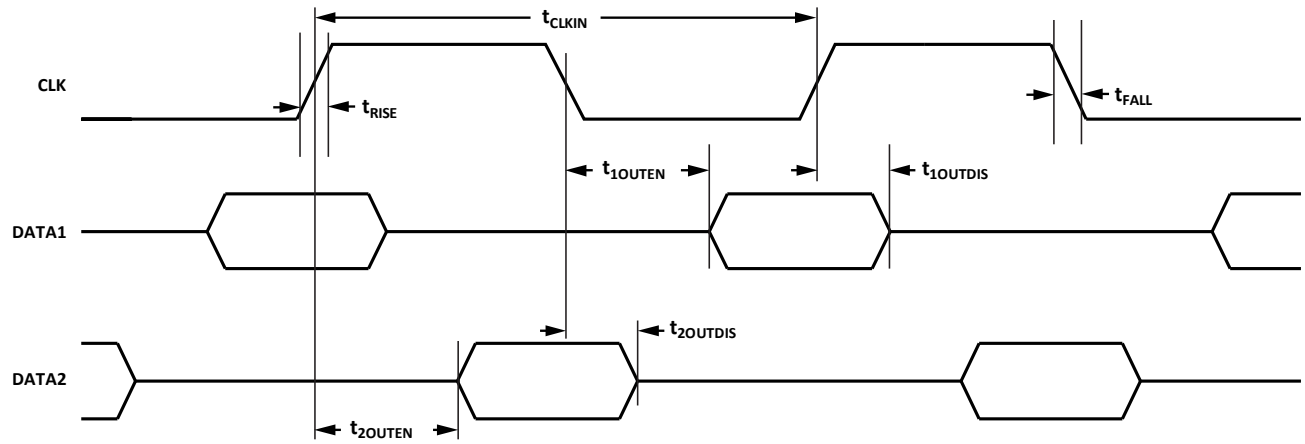 tCLKIN
CLK
tRISE
tFALL
t1OUTEN
t1OUTDIS
DATA1
t2OUTDIS
DATA2
t2OUTEN